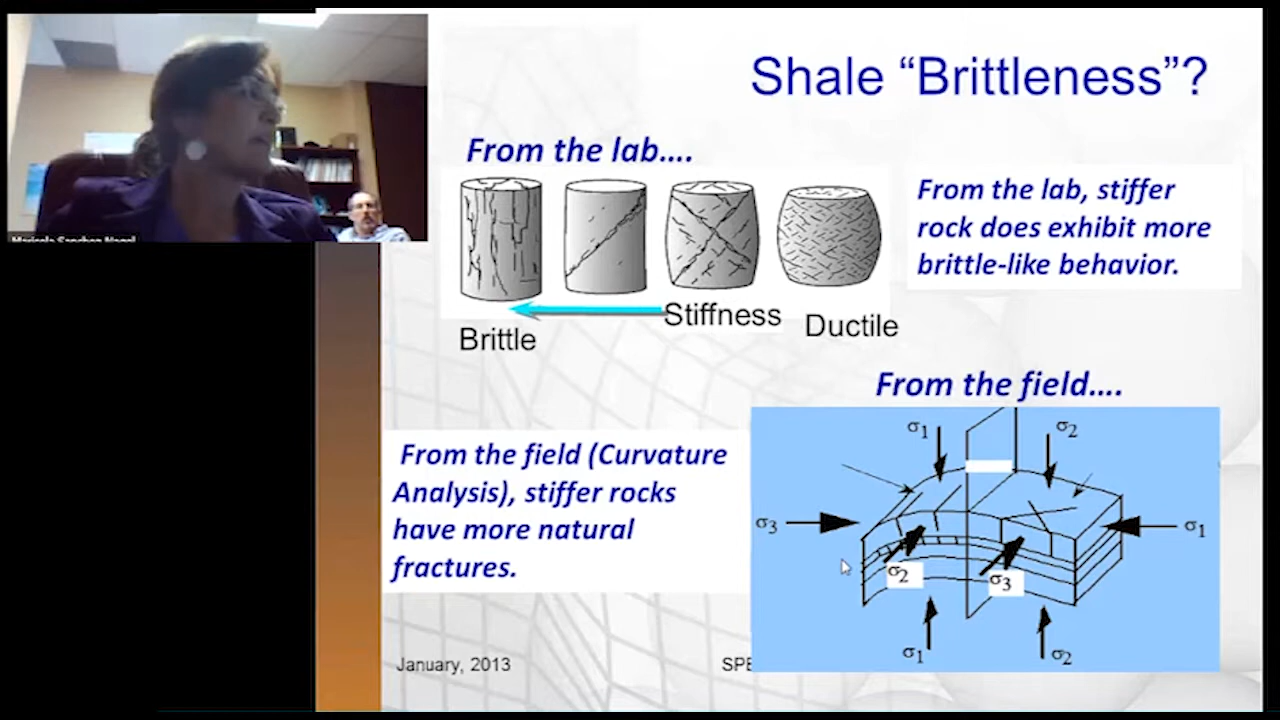 Shale “Brittleness”?
From the lab....
From the lab, stiffer
rock does exhibit more
brittle-like behavior.
Stiffness
Brittle
Ductile
From the field....
From the field (Curvature
Analysis), stiffer rocks
have more natural
fractures.
σ1
σ2
σ3
σ1
σ2
σ3
σ1
σ2
January, 2013
SPE